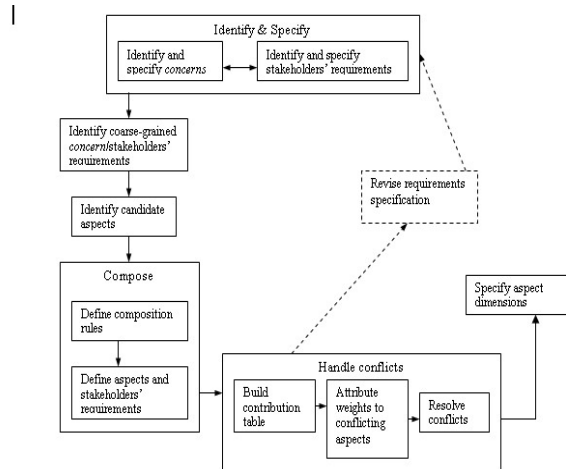 Identify & Specify
Identify and
specify concerns
Identify and specify
stakeholders' requirements
Identify coarse-grained
concern/stakeholders'
requirements
Identify candidate
aspects
Compose
Define composition
rules
Define aspects and
stakeholders'
requirements
Revise requirements
specification
Handle conflicts
Build
contribution
table
Attribute
weights to
conflicting
aspects
Resolve
conflicts
Specify aspect
dimensions